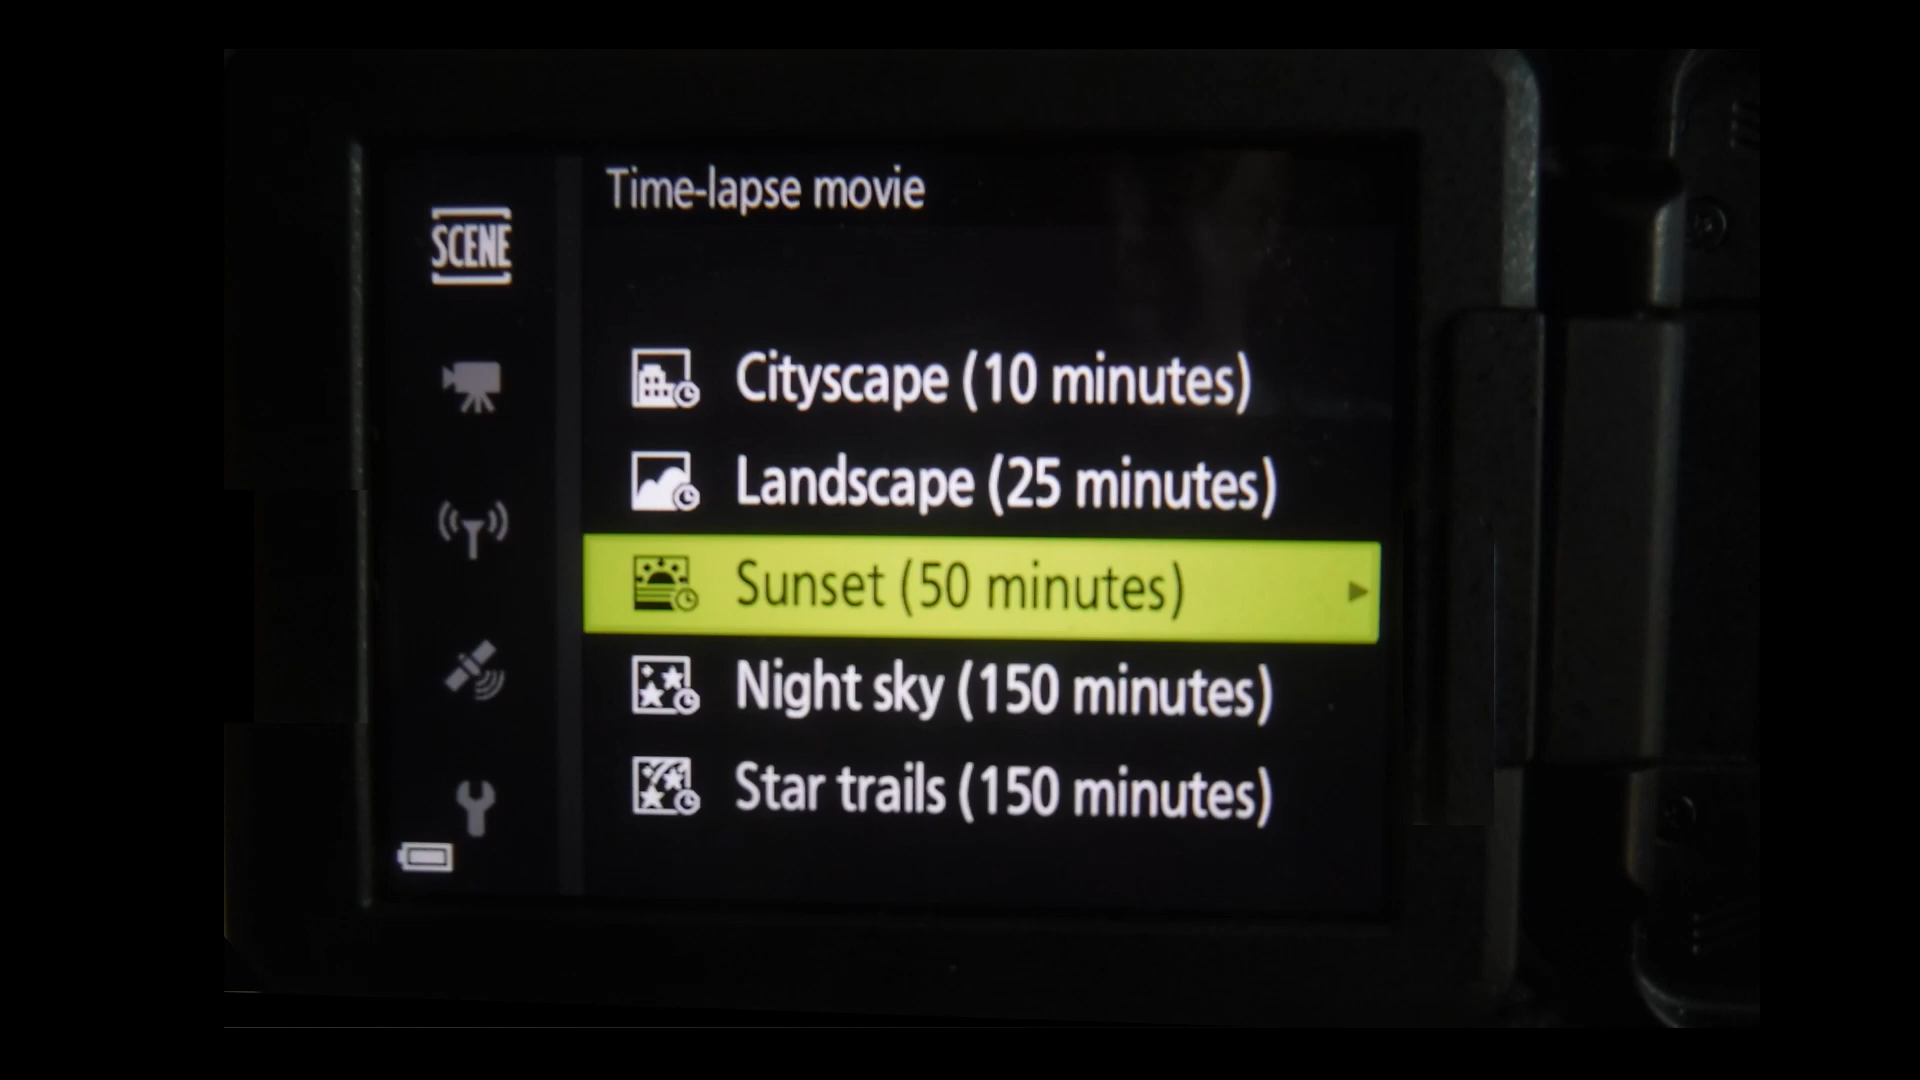 Time-lapse movie
SCENE
Cityscape (10 minutes)
Landscape (25 minutes)
Sunset (50 minutes)
Night sky (150 minutes)
Star trails (150 minutes)